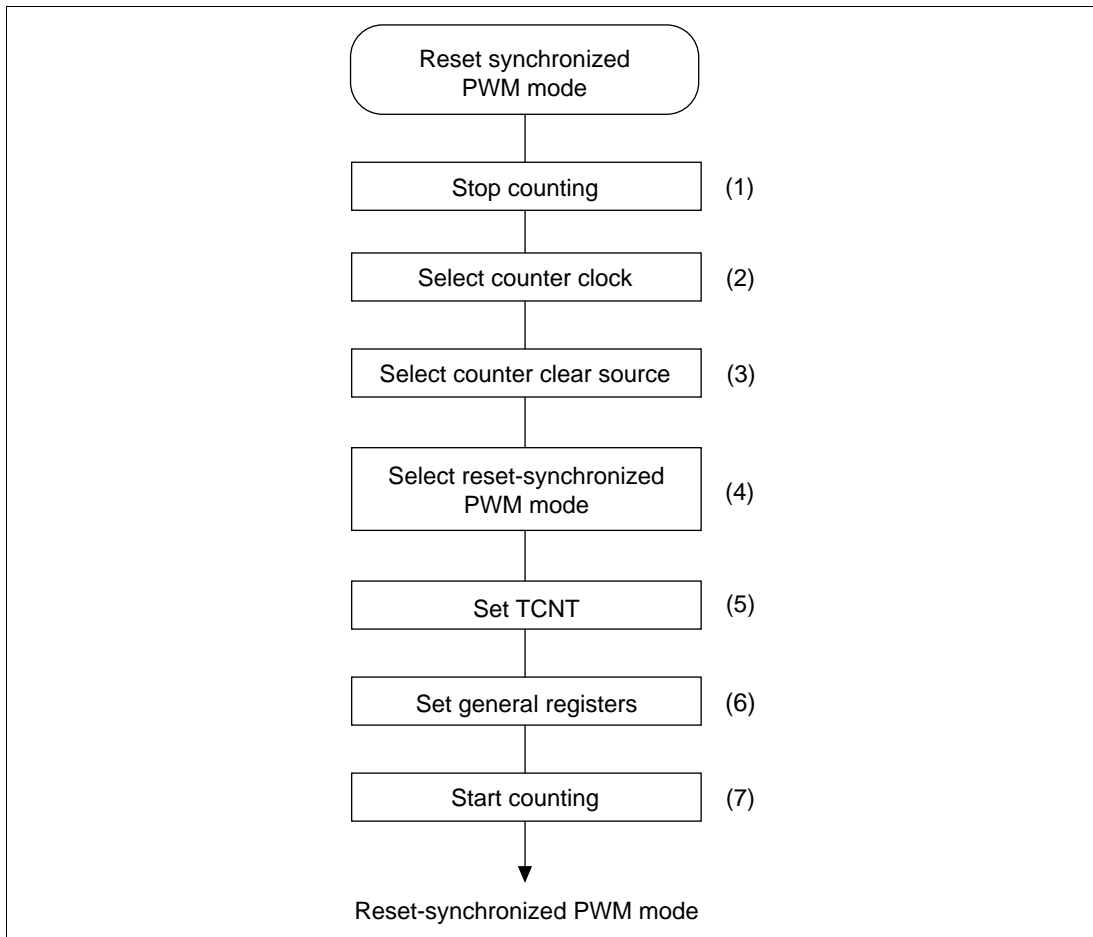 Reset synchronized
PWM mode
Stop counting (1)
Select counter clock (2)
Select counter clear source (3)
Select reset-synchronized
PWM mode (4)
Set TCNT (5)
Set general registers (6)
Start counting (7)
Reset-synchronized PWM mode